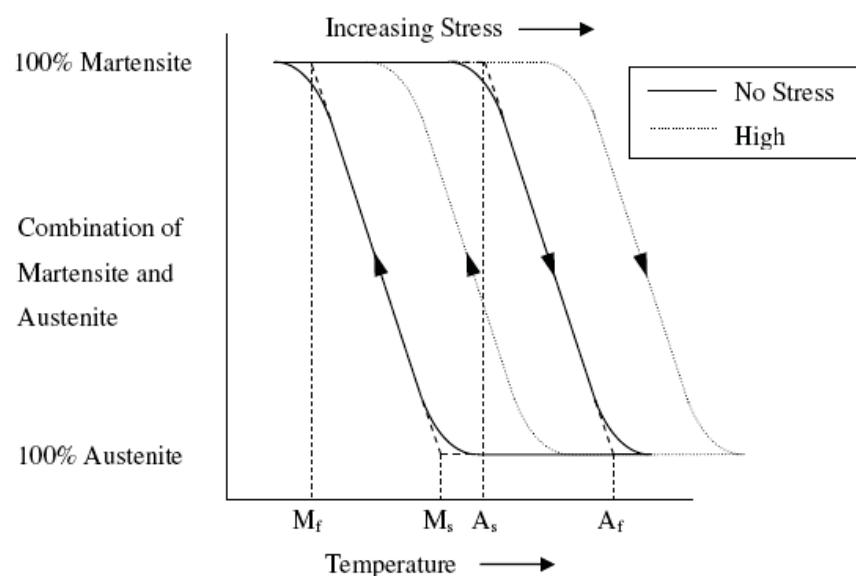 Increasing Stress
100% Martensite
No Stress
High
Combination of
Martensite and
Austenite
100% Austenite
Mf
Ms
As
Af
Temperature